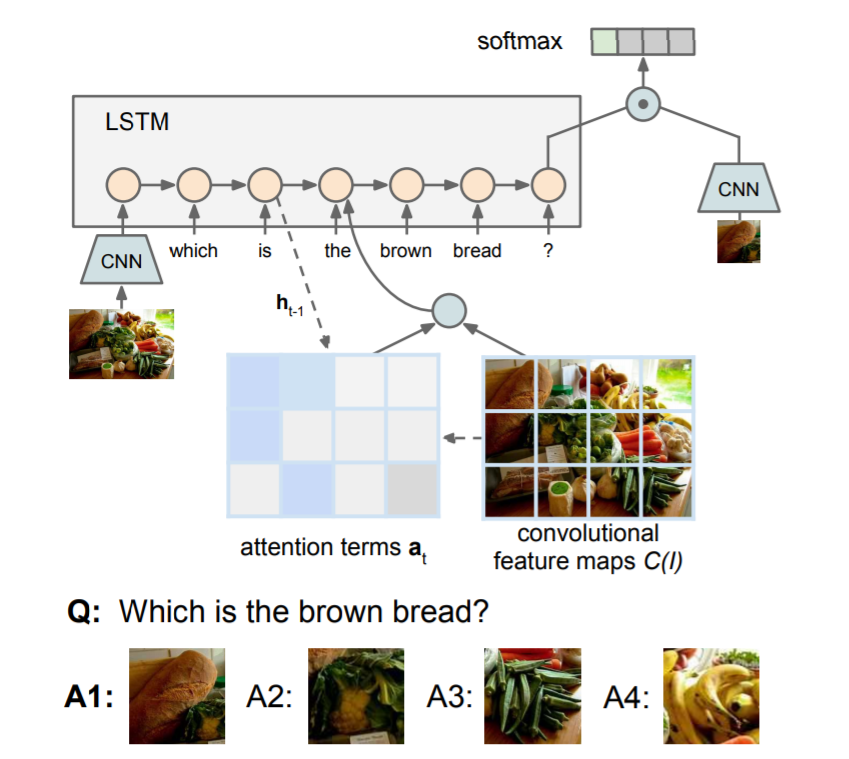 softmax
LSTM
CNN
which is the brown bread ?
CNN
h t-1
attention terms a t
convolutional
feature maps C(I)
Q: Which is the brown bread?
A1: A2: A3: A4: